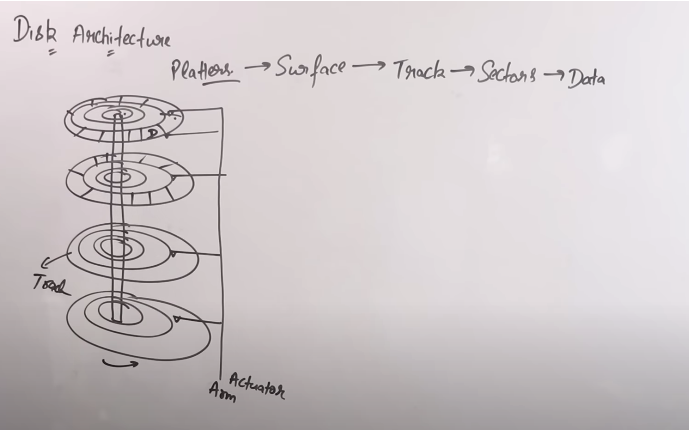 Disk Architecture
Platters → Surface → Track → Sectors → Data
D
Track
Actuator
Arm